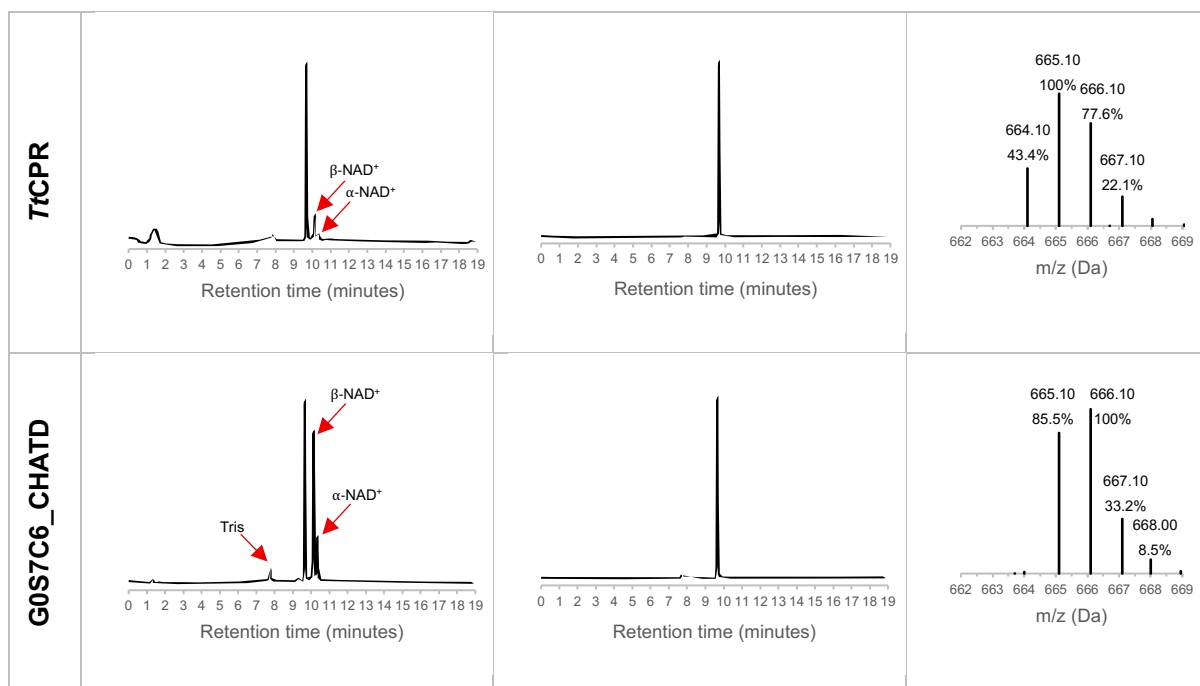 TtCPR
β-NAD⁺
α-NAD⁺
0 1 2 3 4 5 6 7 8 9 10 11 12 13 14 15 16 17 18 19
Retention time (minutes)
0 1 2 3 4 5 6 7 8 9 10 11 12 13 14 15 16 17 18 19
Retention time (minutes)
665.10
100%
666.10
77.6%
664.10
43.4%
667.10
22.1%
662 663 664 665 666 667 668 669
m/z (Da)
G0S7C6_CHATD
β-NAD⁺
α-NAD⁺
Tris
0 1 2 3 4 5 6 7 8 9 10 11 12 13 14 15 16 17 18 19
Retention time (minutes)
0 1 2 3 4 5 6 7 8 9 10 11 12 13 14 15 16 17 18 19
Retention time (minutes)
665.10
85.5%
666.10
100%
667.10
33.2%
668.00
8.5%
662 663 664 665 666 667 668 669
m/z (Da)